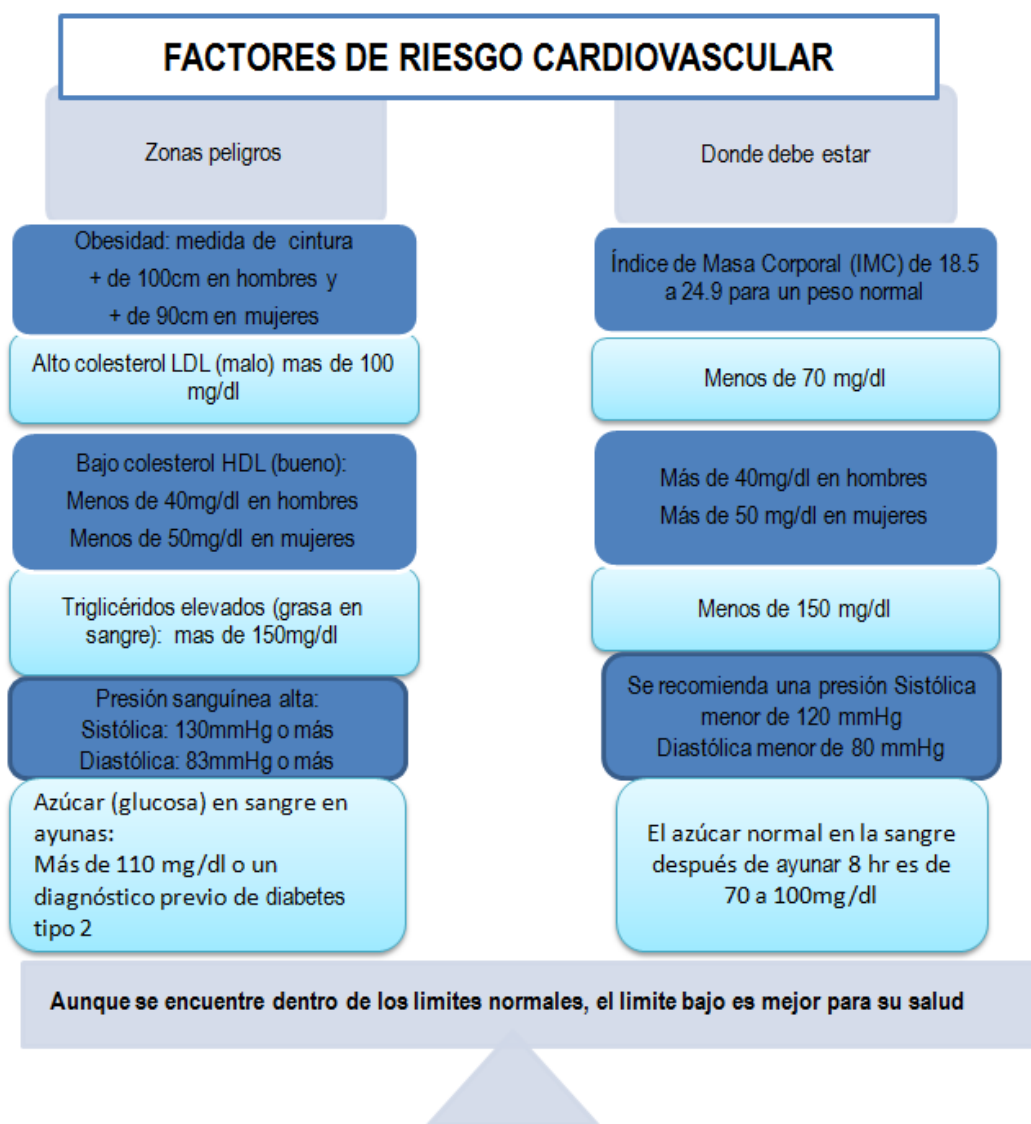 FACTORES DE RIESGO CARDIOVASCULAR
Zonas peligros
Donde debe estar
Obesidad: medida de cintura
+ de 100cm en hombres y
+ de 90cm en mujeres
Índice de Masa Corporal (IMC) de 18.5
a 24.9 para un peso normal
Alto colesterol LDL (malo) mas de 100
mg/dl
Menos de 70 mg/dl
Bajo colesterol HDL (bueno):
Menos de 40mg/dl en hombres
Menos de 50mg/dl en mujeres
Más de 40mg/dl en hombres
Más de 50 mg/dl en mujeres
Triglicéridos elevados (grasa en
sangre): mas de 150mg/dl
Menos de 150 mg/dl
Presión sanguínea alta:
Sistólica: 130mmHg o más
Diastólica: 83mmHg o más
Se recomienda una presión Sistólica
menor de 120 mmHg
Diastólica menor de 80 mmHg
Azúcar (glucosa) en sangre en
ayunas:
Más de 110 mg/dl o un
diagnóstico previo de diabetes
tipo 2
El azúcar normal en la sangre
después de ayunar 8 hr es de
70 a 100mg/dl
Aunque se encuentre dentro de los limites normales, el limite bajo es mejor para su salud